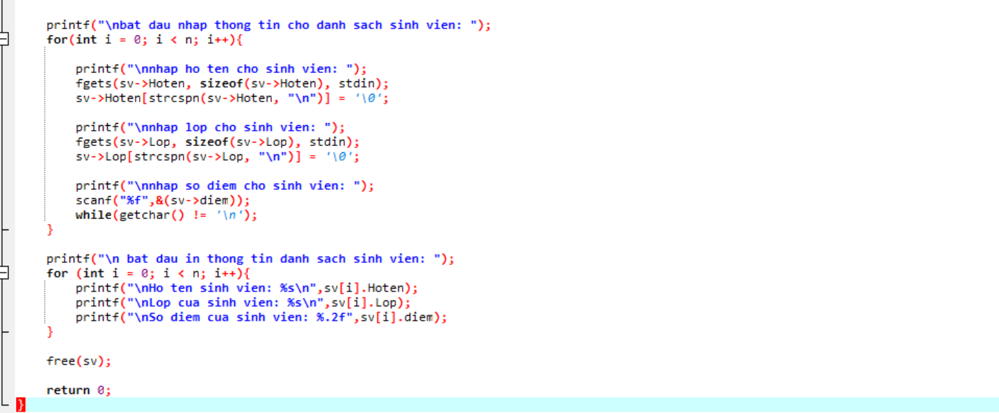 printf("\nbat dau nhap thong tin cho danh sach sinh vien: ");
for(int i = 0; i < n; i++){
printf("\nnhap ho ten cho sinh vien: ");
fgets(sv->Hoten, sizeof(sv->Hoten), stdin);
sv->Hoten[strcspn(sv->Hoten, "\n")] = '\0';
printf("\nnhap lop cho sinh vien: ");
fgets(sv->Lop, sizeof(sv->Lop), stdin);
sv->Lop[strcspn(sv->Lop, "\n")] = '\0';
printf("\nnhap so diem cho sinh vien: ");
scanf("%f",&(sv->diem));
while(getchar() != '\n');
}
printf("\n bat dau in thong tin danh sach sinh vien: ");
for (int i = 0; i < n; i++){
printf("\nHo ten sinh vien: %s\n",sv[i].Hoten);
printf("\nLop cua sinh vien: %s\n",sv[i].Lop);
printf("\nSo diem cua sinh vien: %.2f",sv[i].diem);
}
free(sv);
return 0;
}